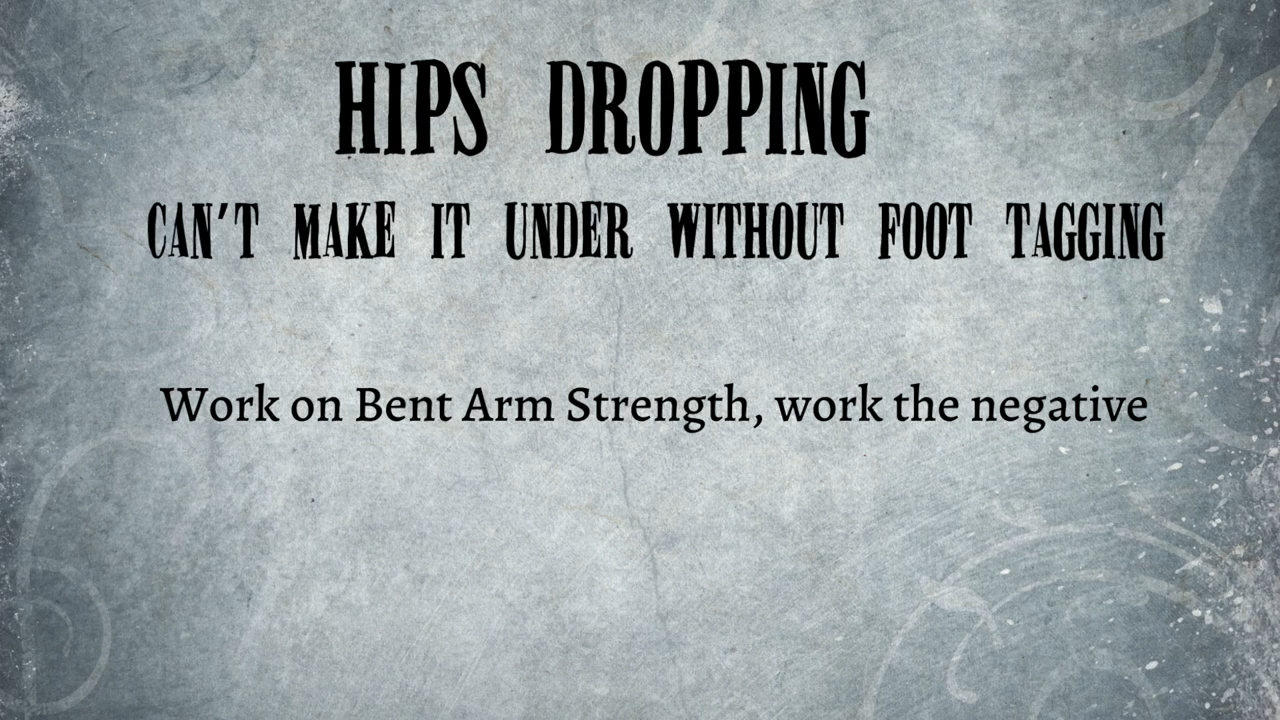 HIPS DROPPING
CAN'T MAKE IT UNDER WITHOUT FOOT TAGGING
Work on Bent Arm Strength, work the negative